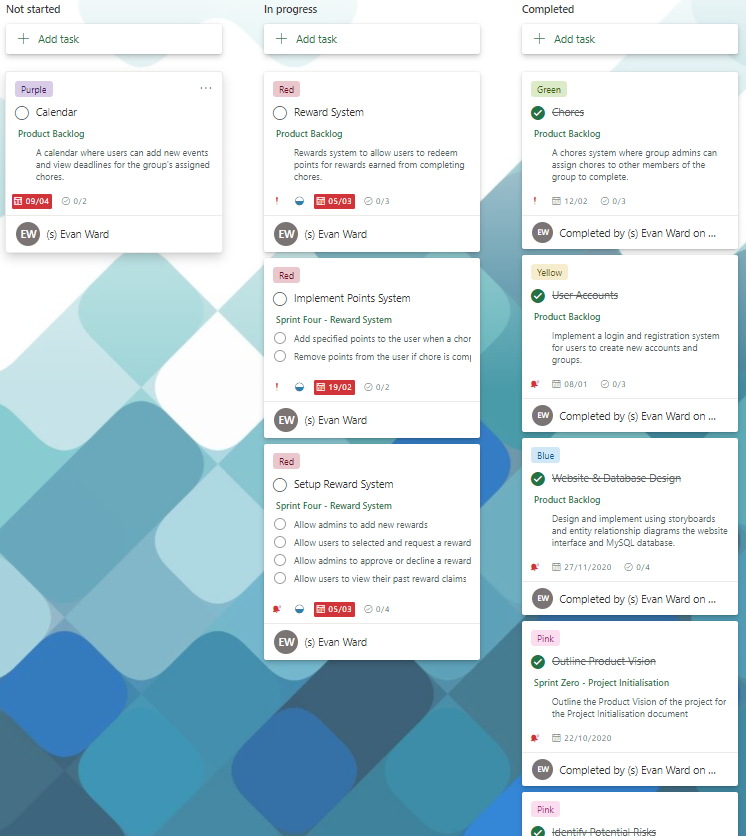 Not started
Add task
Purple
Calendar
Product Backlog
A calendar where users can add new events
and view deadlines for the group's assigned
chores.
09/04 0/2
EW (s) Evan Ward
In progress
Add task
Red
Reward System
Product Backlog
Rewards system to allow users to redeem
points for rewards earned from completing
chores.
05/03 0/3
EW (s) Evan Ward
Red
Implement Points System
Sprint Four - Reward System
Add specified points to the user when a chor
Remove points from the user if chore is comp
19/02 0/2
EW (s) Evan Ward
Red
Setup Reward System
Sprint Four - Reward System
Allow admins to add new rewards
Allow users to selected and request a reward
Allow admins to approve or decline a reward
Allow users to view their past reward claims
05/03 0/4
EW (s) Evan Ward
Completed
Add task
Green
Chores
Product Backlog
A chores system where group admins can
assign chores to other members of the
group to complete.
12/02 0/3
EW Completed by (s) Evan Ward on ...
Yellow
User Accounts
Product Backlog
Implement a login and registration system
for users to create new accounts and
groups.
08/01 0/3
EW Completed by (s) Evan Ward on ...
Blue
Website & Database Design
Product Backlog
Design and implement using storyboards
and entity relationship diagrams the website
interface and MySQL database.
27/11/2020 0/4
EW Completed by (s) Evan Ward on ...
Pink
Outline Product Vision
Sprint Zero - Project Initialisation
Outline the Product Vision of the project for
the Project Initialisation document
22/10/2020
EW Completed by (s) Evan Ward on ...
Pink
Identify Potential Risks